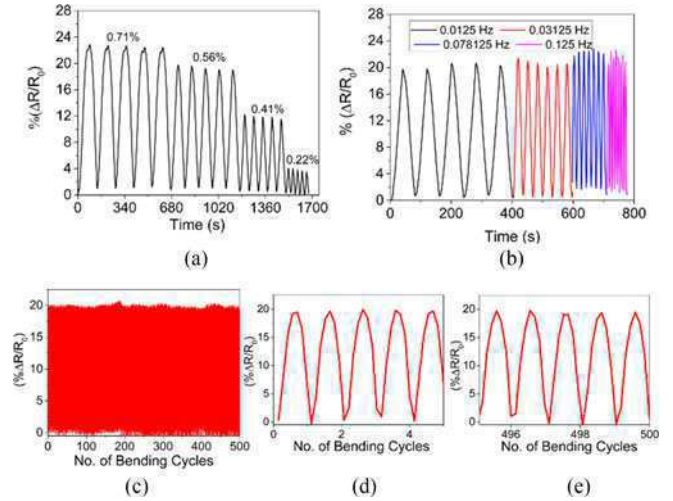 28
24
20
16
12
8
4
0
%(ΔR/R0)
0.71%
0.56%
0.41%
0.22%
0 340 680 1020 1360 1700
Time (s)
(a)
28
24
20
16
12
8
4
0
% (ΔR/R0)
0.0125 Hz 0.03125 Hz
0.078125 Hz 0.125 Hz
0 200 400 600 800
Time (s)
(b)
20
15
10
5
0
(%ΔR/R0)
0 100 200 300 400 500
No. of Bending Cycles
(c)
20
15
10
5
0
(%ΔR/R0)
2 4
No. of Bending Cycles
(d)
20
15
10
5
0
(%ΔR/R0)
496 498 500
No. of Bending Cycles
(e)